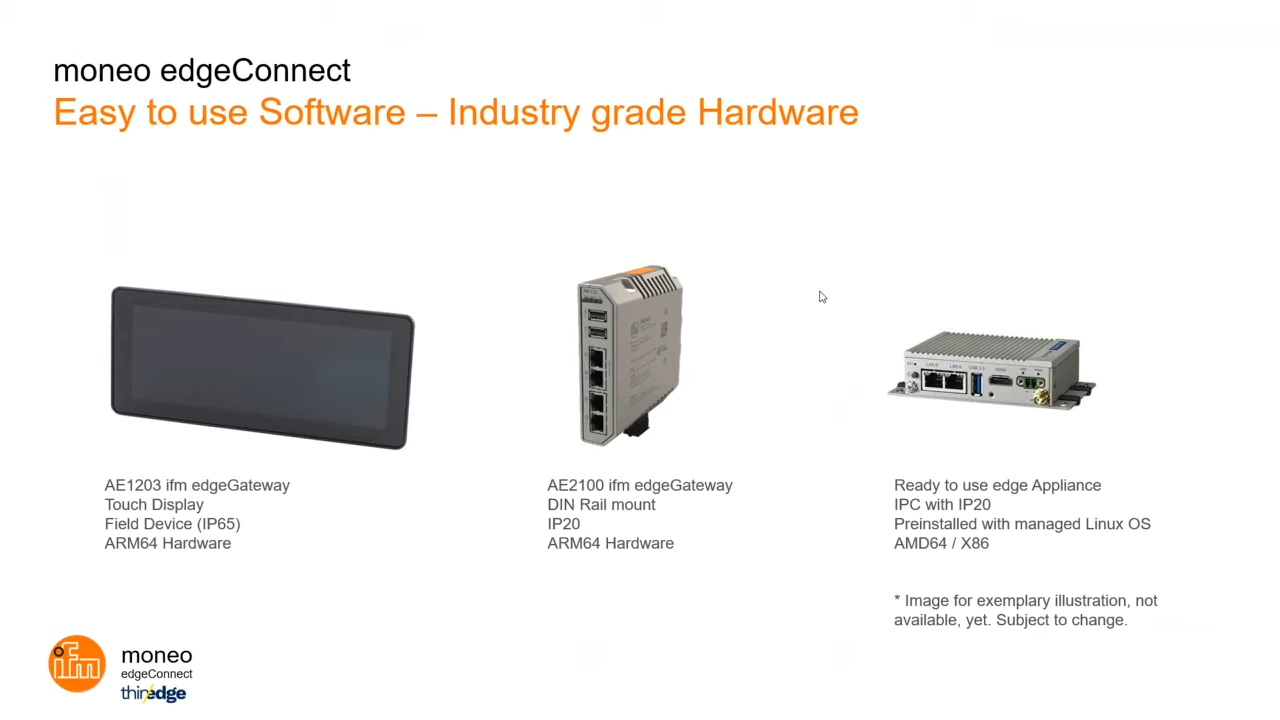 moneo edgeConnect
Easy to use Software – Industry grade Hardware
LAN B
LAN A
HDMI
AE1203 ifm edgeGateway
Touch Display
Field Device (IP65)
ARM64 Hardware
AE2100 ifm edgeGateway
DIN Rail mount
IP20
ARM64 Hardware
Ready to use edge Appliance
IPC with IP20
Preinstalled with managed Linux OS
AMD64 / X86
* Image for exemplary illustration, not
available, yet. Subject to change.
ifm
moneo
edgeConnect
thinedge